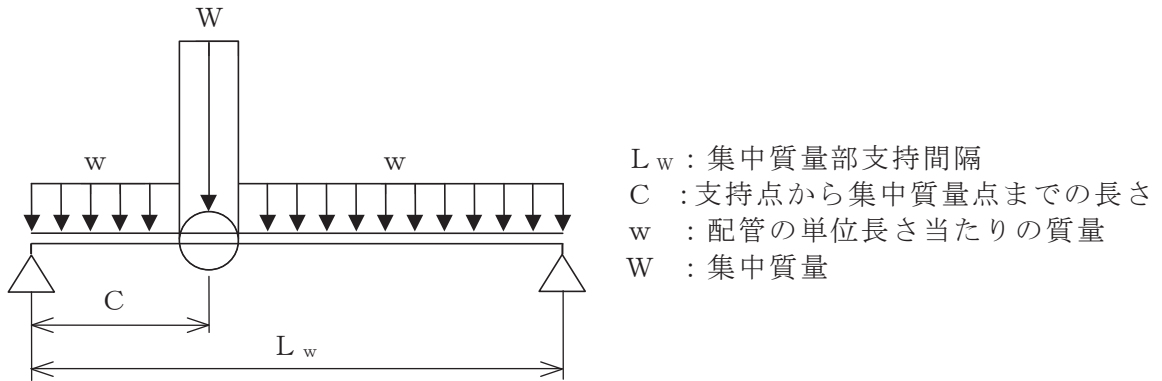 W
w
w
C
L w
L w : 集中質量部支持間隔
C : 支持点から集中質量点までの長さ
w : 配管の単位長さ当たりの質量
W : 集中質量